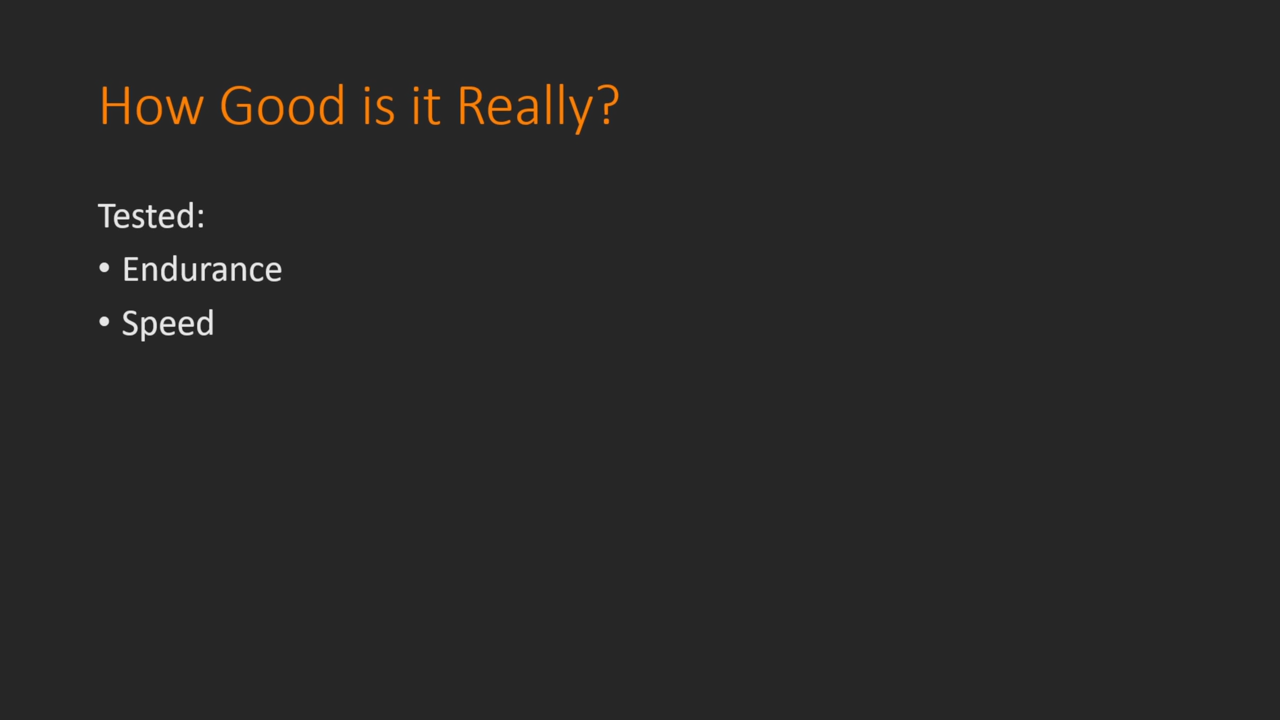 How Good is it Really?
Tested:
• Endurance
• Speed